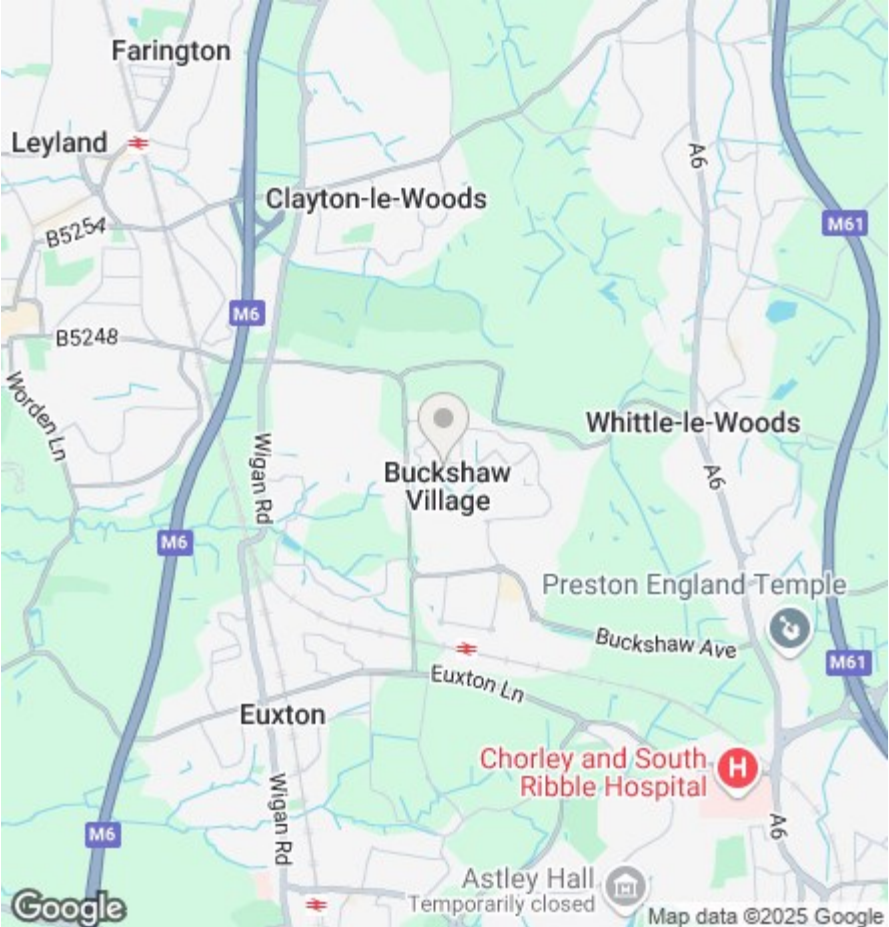 Farington
Leyland
A6
Clayton-le-Woods
M61
B5254
M6
B5248
Worden Ln
Whittle-le-Woods
Wigan Rd
Buckshaw
Village
A6
M6
Preston England Temple
Buckshaw Ave
M61
Euxton Ln
Euxton
Chorley and South
Ribble Hospital
H
Wigan Rd
A6
M6
Astley Hall
Temporarily closed
Google
Map data ©2025 Google